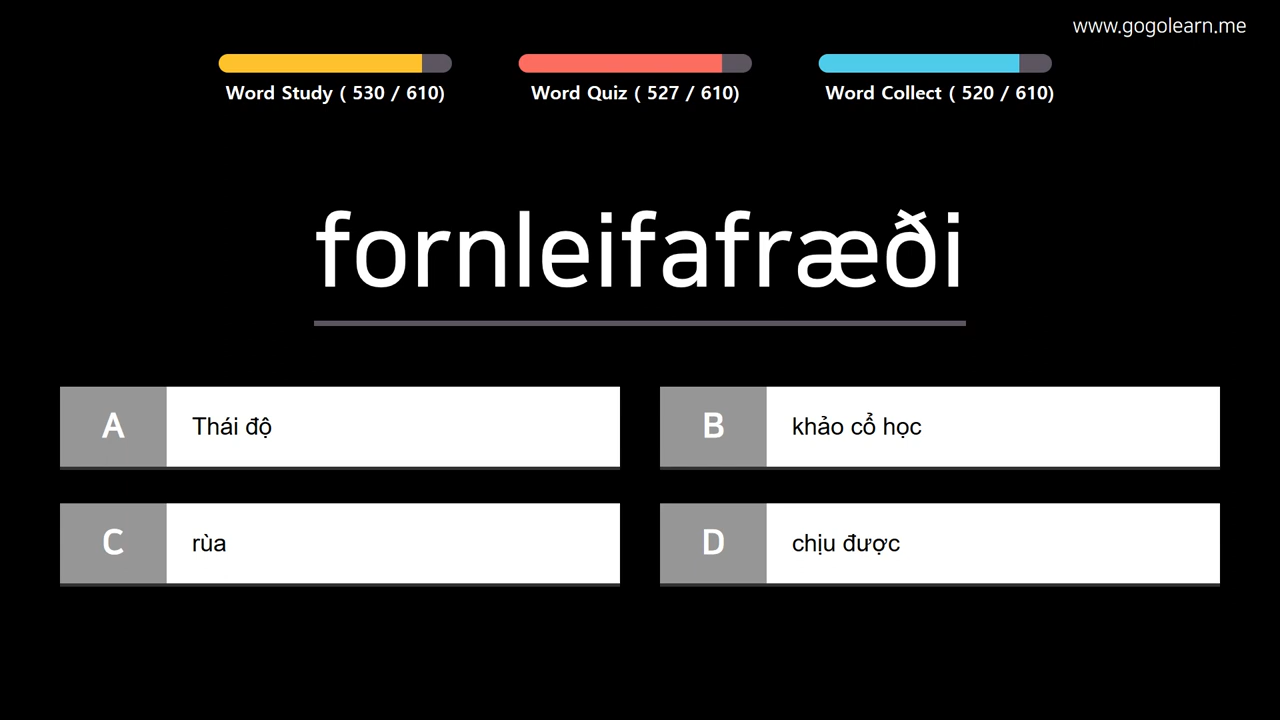 www.gogolearn.me
Word Study ( 530 / 610)
Word Quiz ( 527 / 610)
Word Collect ( 520 / 610)
fornleifafræði
A Thái độ
B khảo cổ học
C rùa
D chịu được